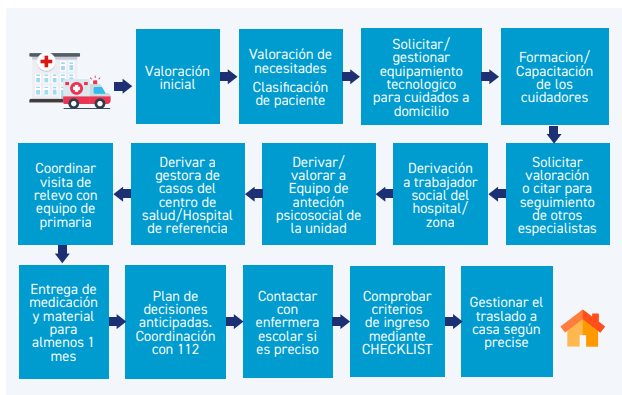 Valoración
inicial
Valoración de
necesitades
Clasificación
de paciente
Solicitar/
gestionar
equipamiento
tecnologico
para cuidados a
domicilio
Formacion/
Capacitación
de los
cuidadores
Solicitar
valoración
o citar para
seguimiento
de otros
especialistas
Derivación
a trabajador
social del
hospital/
zona
Derivar/
valorar a
Equipo de
anteción
psicosocial de
la unidad
Derivar a
gestora de
casos del
centro de
salud/Hospital
de referencia
Coordinar
visita de
relevo con
equipo de
primaria
Entrega de
medicación
y material
para
almenos 1
mes
Plan de
decisiones
anticipadas.
Coordinación
con 112
Contactar
con
enfermera
escolar si
es preciso
Comprobar
criterios
de ingreso
mediante
CHECKLIST
Gestionar el
traslado a
casa según
precise